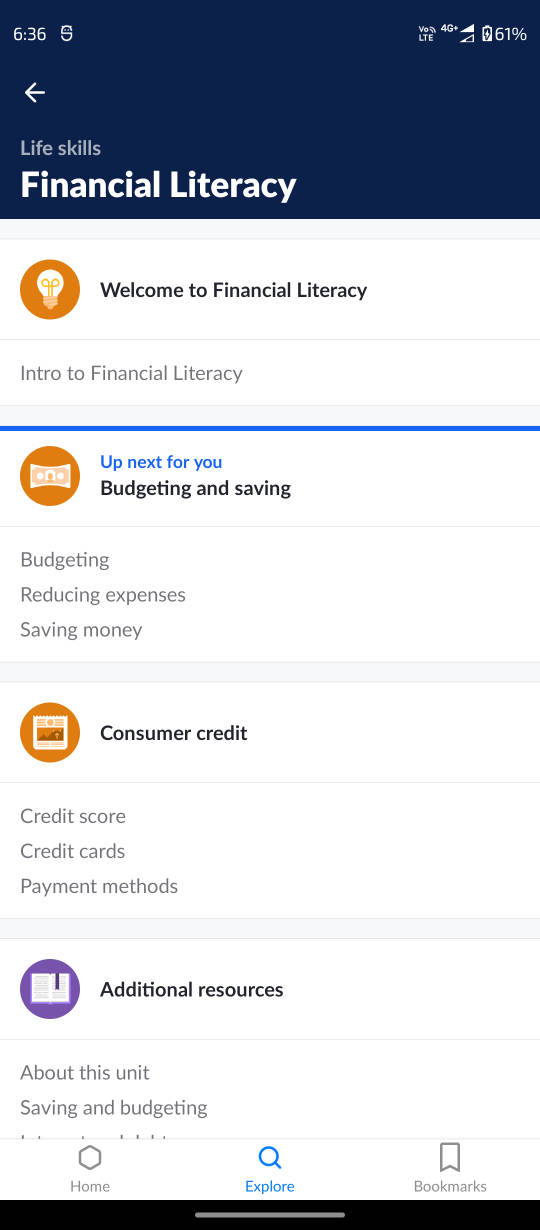 6:36
Vo LTE 4G+ 61%
Life skills
Financial Literacy
Welcome to Financial Literacy
Intro to Financial Literacy
Up next for you
Budgeting and saving
Budgeting
Reducing expenses
Saving money
Consumer credit
Credit score
Credit cards
Payment methods
Additional resources
About this unit
Saving and budgeting
Home
Explore
Bookmarks